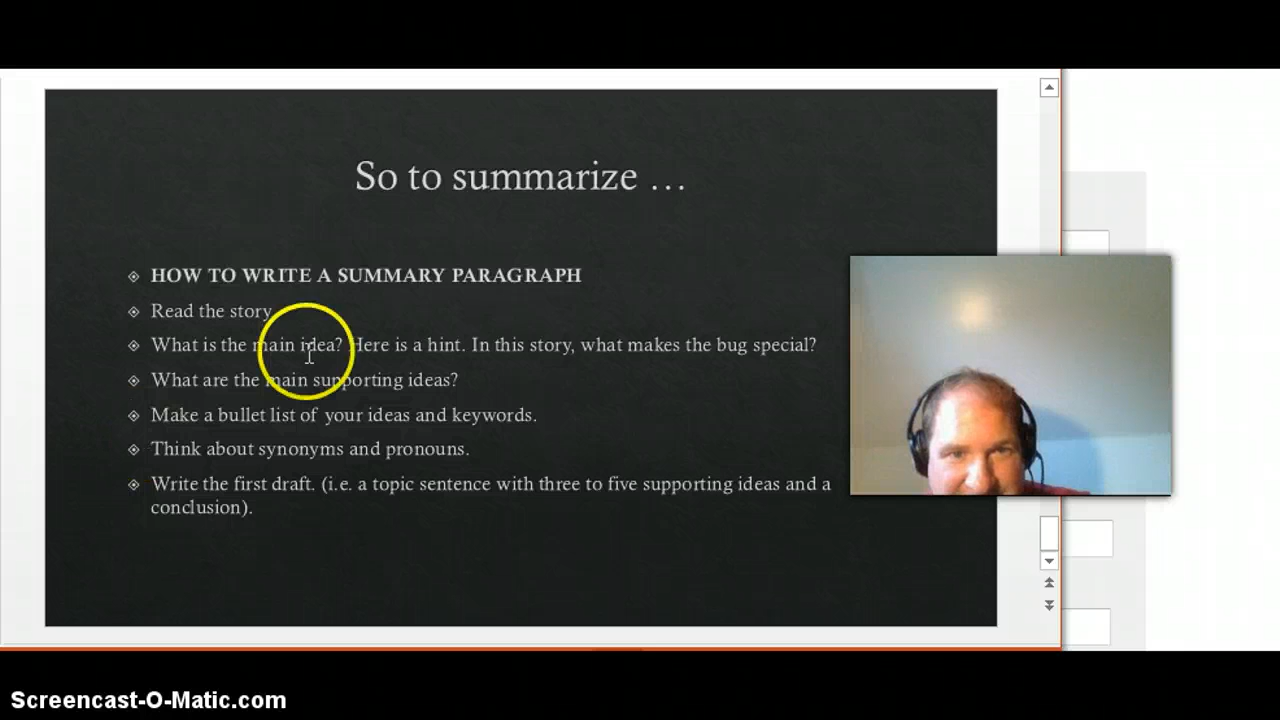 So to summarize …
HOW TO WRITE A SUMMARY PARAGRAPH
Read the story
What is the main idea? Here is a hint. In this story, what makes the bug special?
What are the main supporting ideas?
Make a bullet list of your ideas and keywords.
Think about synonyms and pronouns.
Write the first draft. (i.e. a topic sentence with three to five supporting ideas and a
conclusion).
Screencast-O-Matic.com